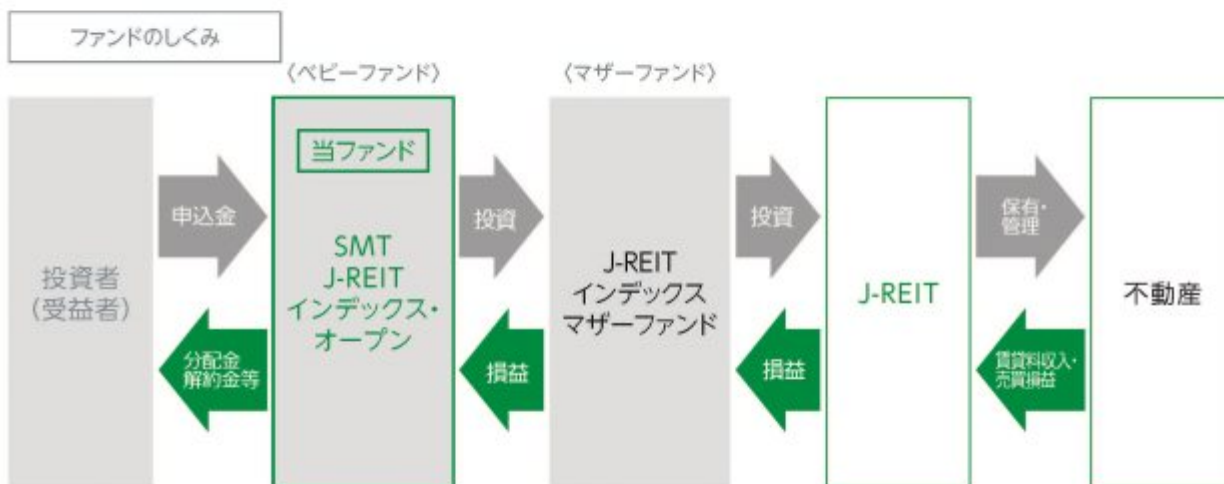 ファンドのしくみ
〈ベビーファンド〉
〈マザーファンド〉
投資者
(受益者)
申込金
分配金
解約金等
当ファンド
SMT
J-REIT
インデックス・
オープン
投資
損益
J-REIT
インデックス
マザーファンド
投資
損益
J-REIT
保有・
管理
賃貸料収入・
売買損益
不動産